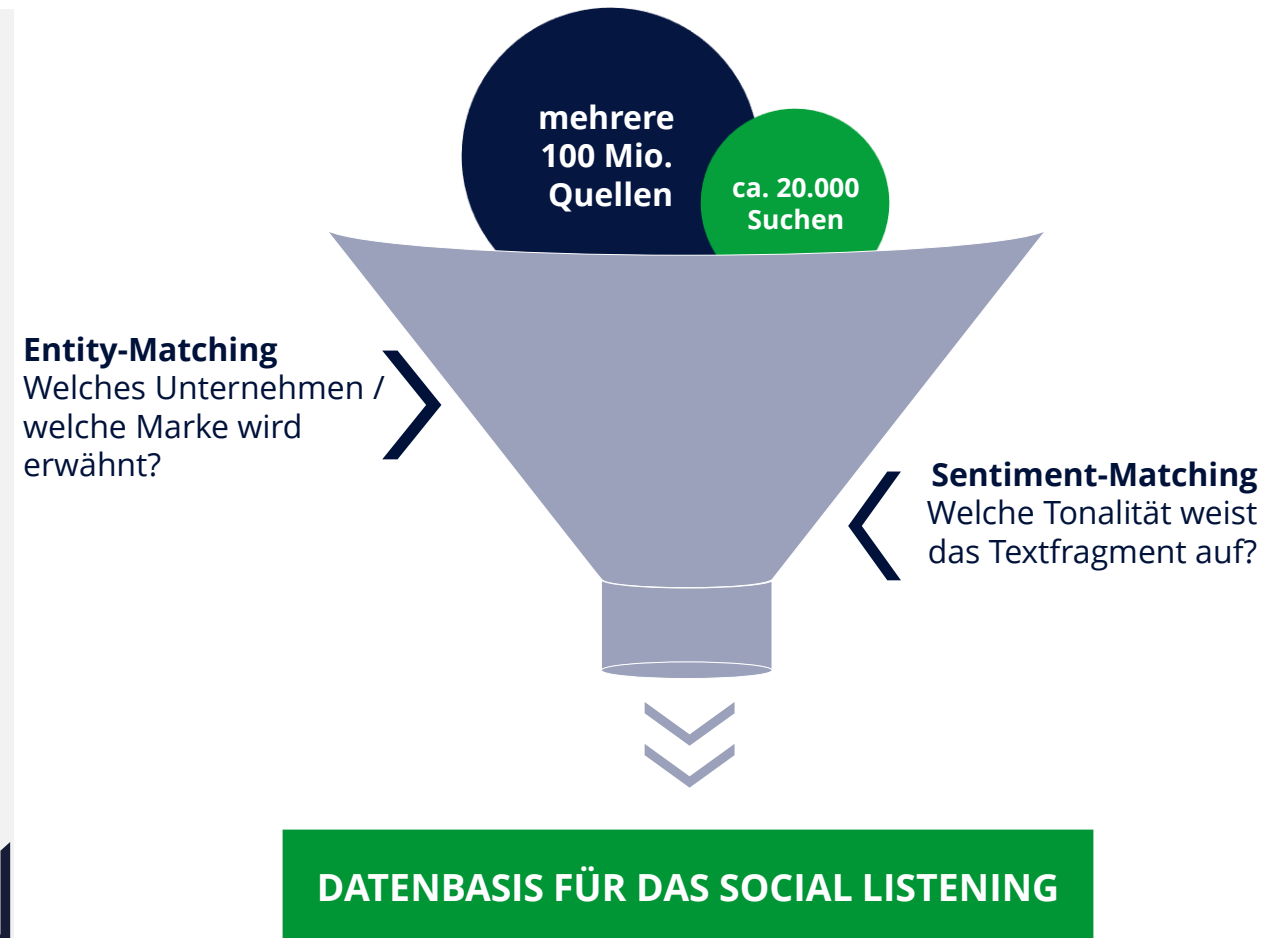 mehrere
100 Mio.
Quellen
ca. 20.000
Suchen
Entity-Matching
Welches Unternehmen /
welche Marke wird
erwähnt?
Sentiment-Matching
Welche Tonalität weist
das Textfragment auf?
DATENBASIS FÜR DAS SOCIAL LISTENING